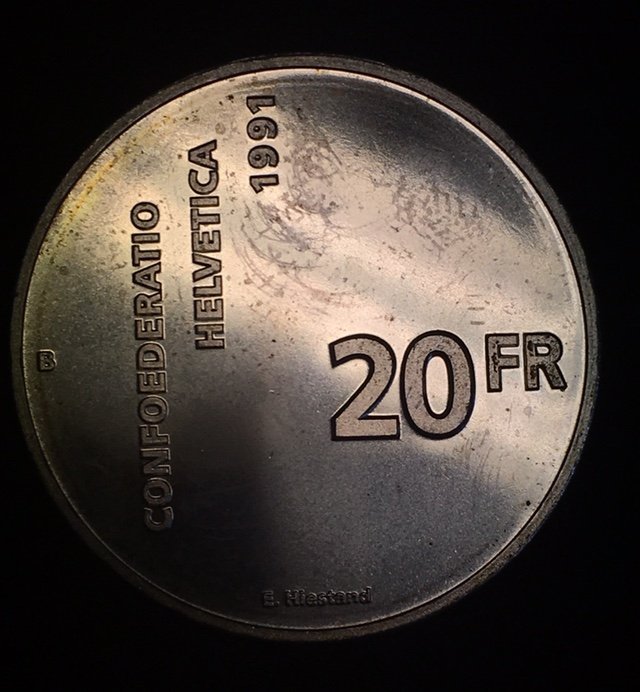 CONFOEDERATIO
HELVETICA
1991
B
20 FR
E. Hiestand